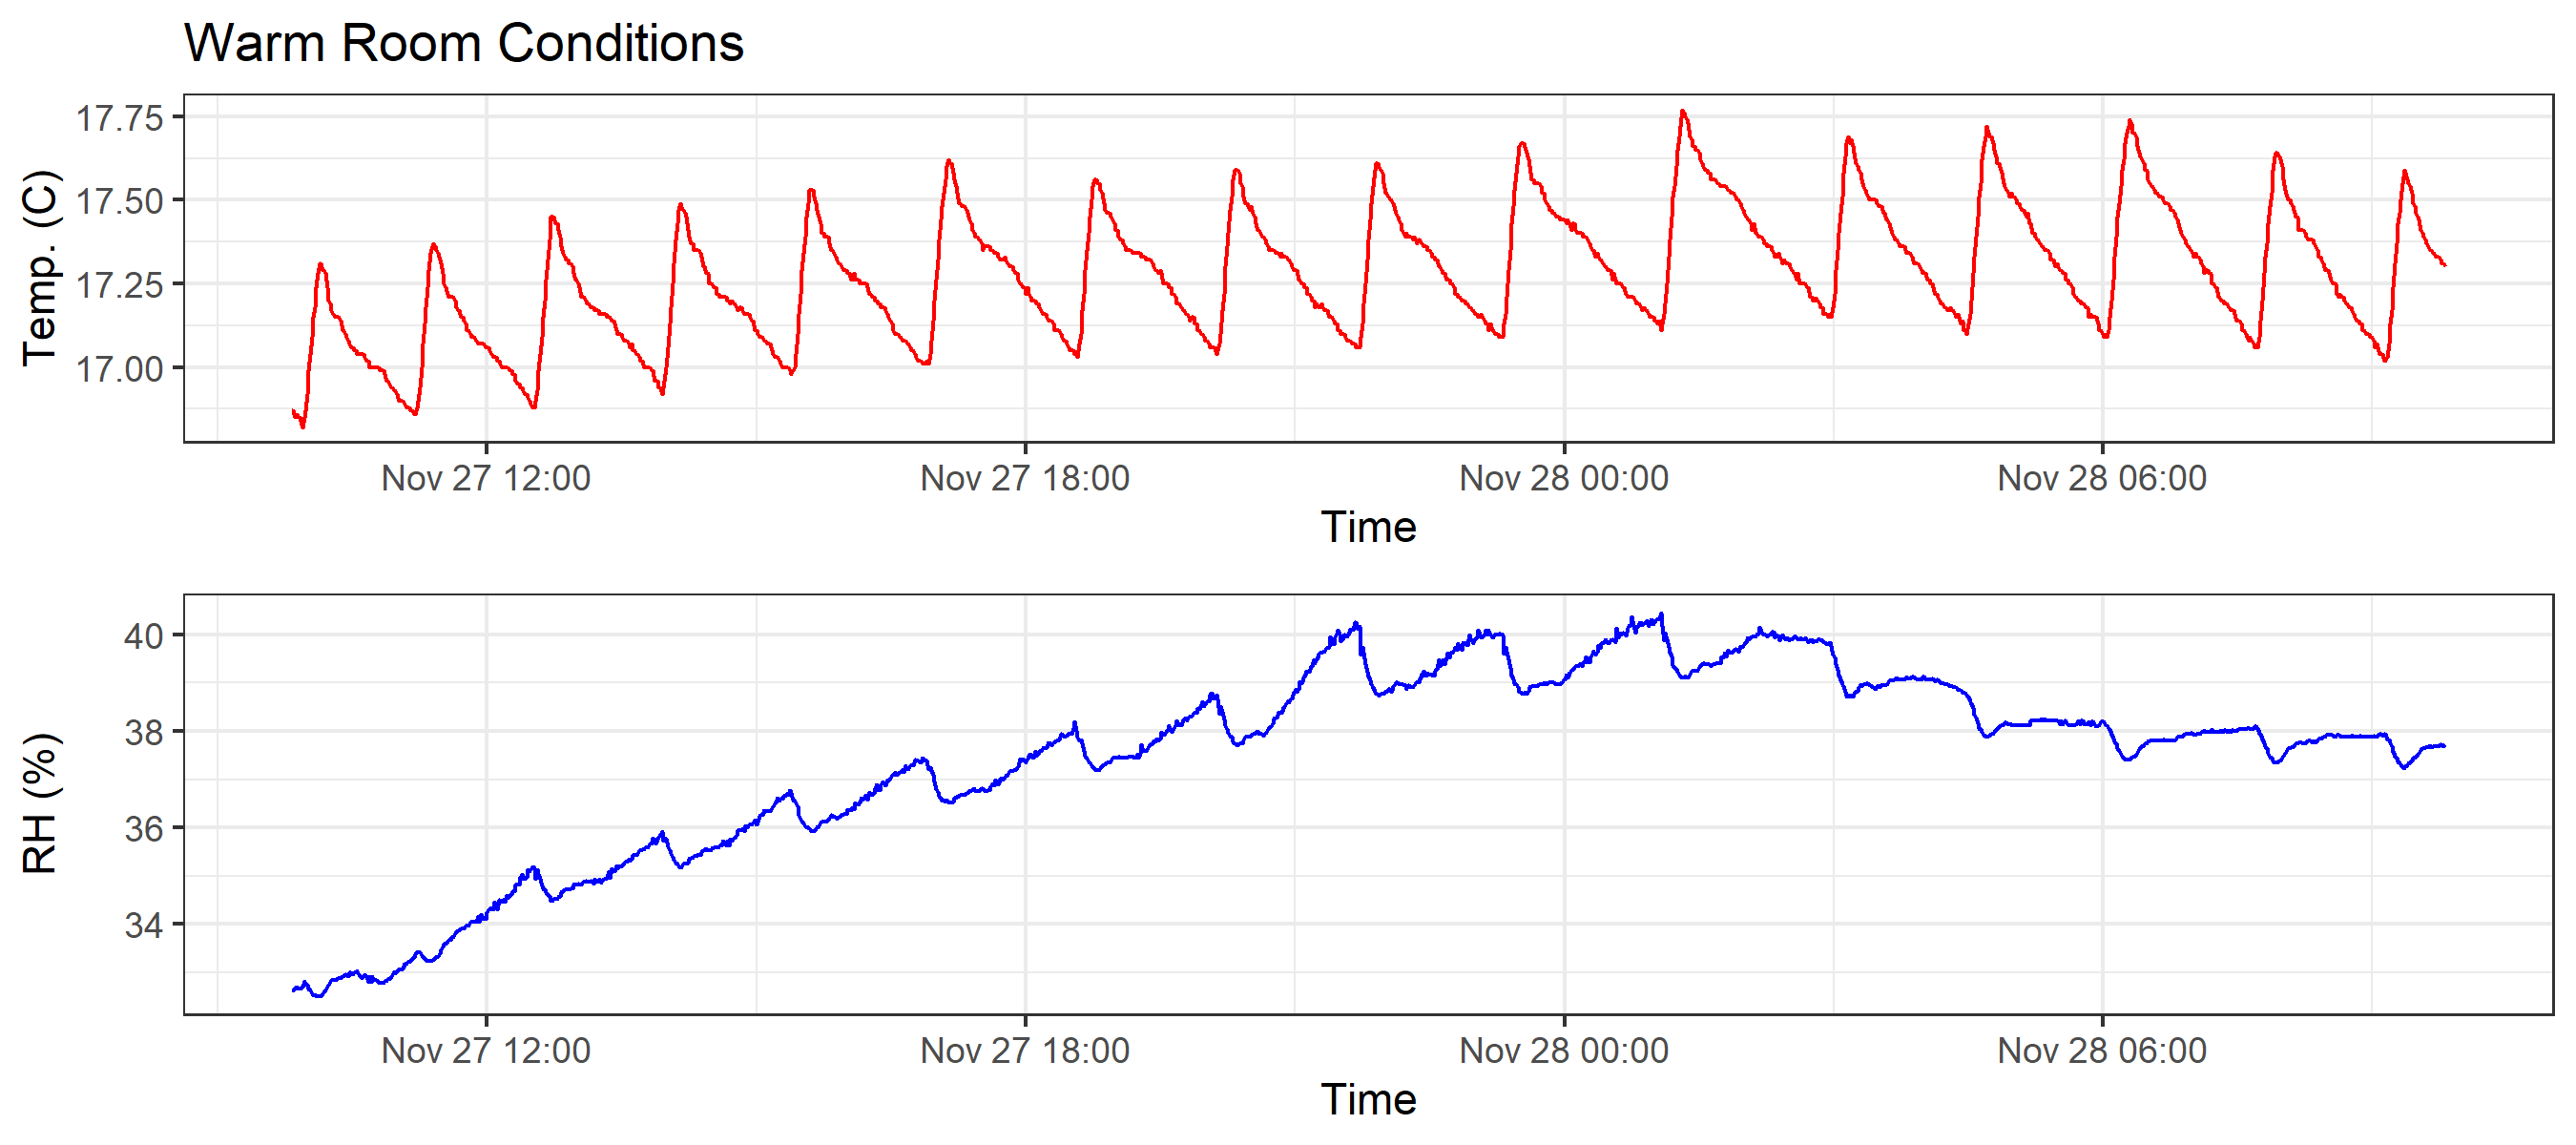 Warm Room Conditions
Temp. (C)
17.75
17.50
17.25
17.00
Nov 27 12:00 Nov 27 18:00 Nov 28 00:00 Nov 28 06:00
Time
RH (%)
40
38
36
34
Nov 27 12:00 Nov 27 18:00 Nov 28 00:00 Nov 28 06:00
Time